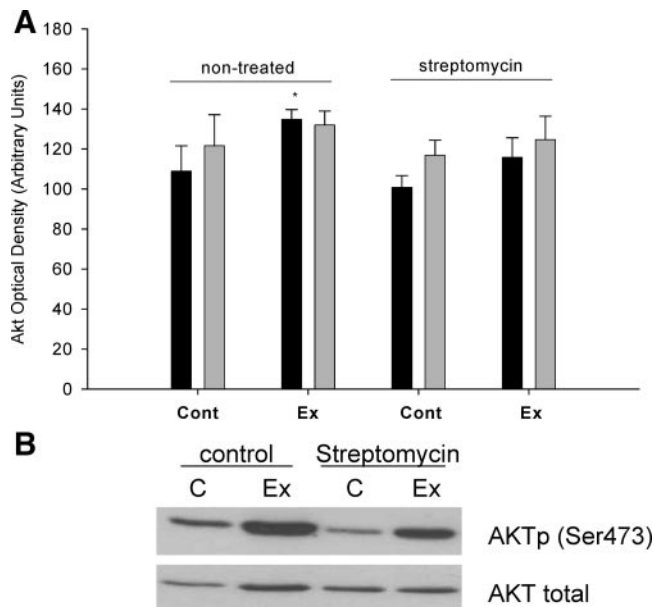 A
180
160
140
120
100
80
60
40
20
0
Akt Optical Density (Arbitrary Units)
non-treated
streptomycin
*
Cont Ex Cont Ex
B
control Streptomycin
C Ex C Ex
AKTp (Ser473)
AKT total